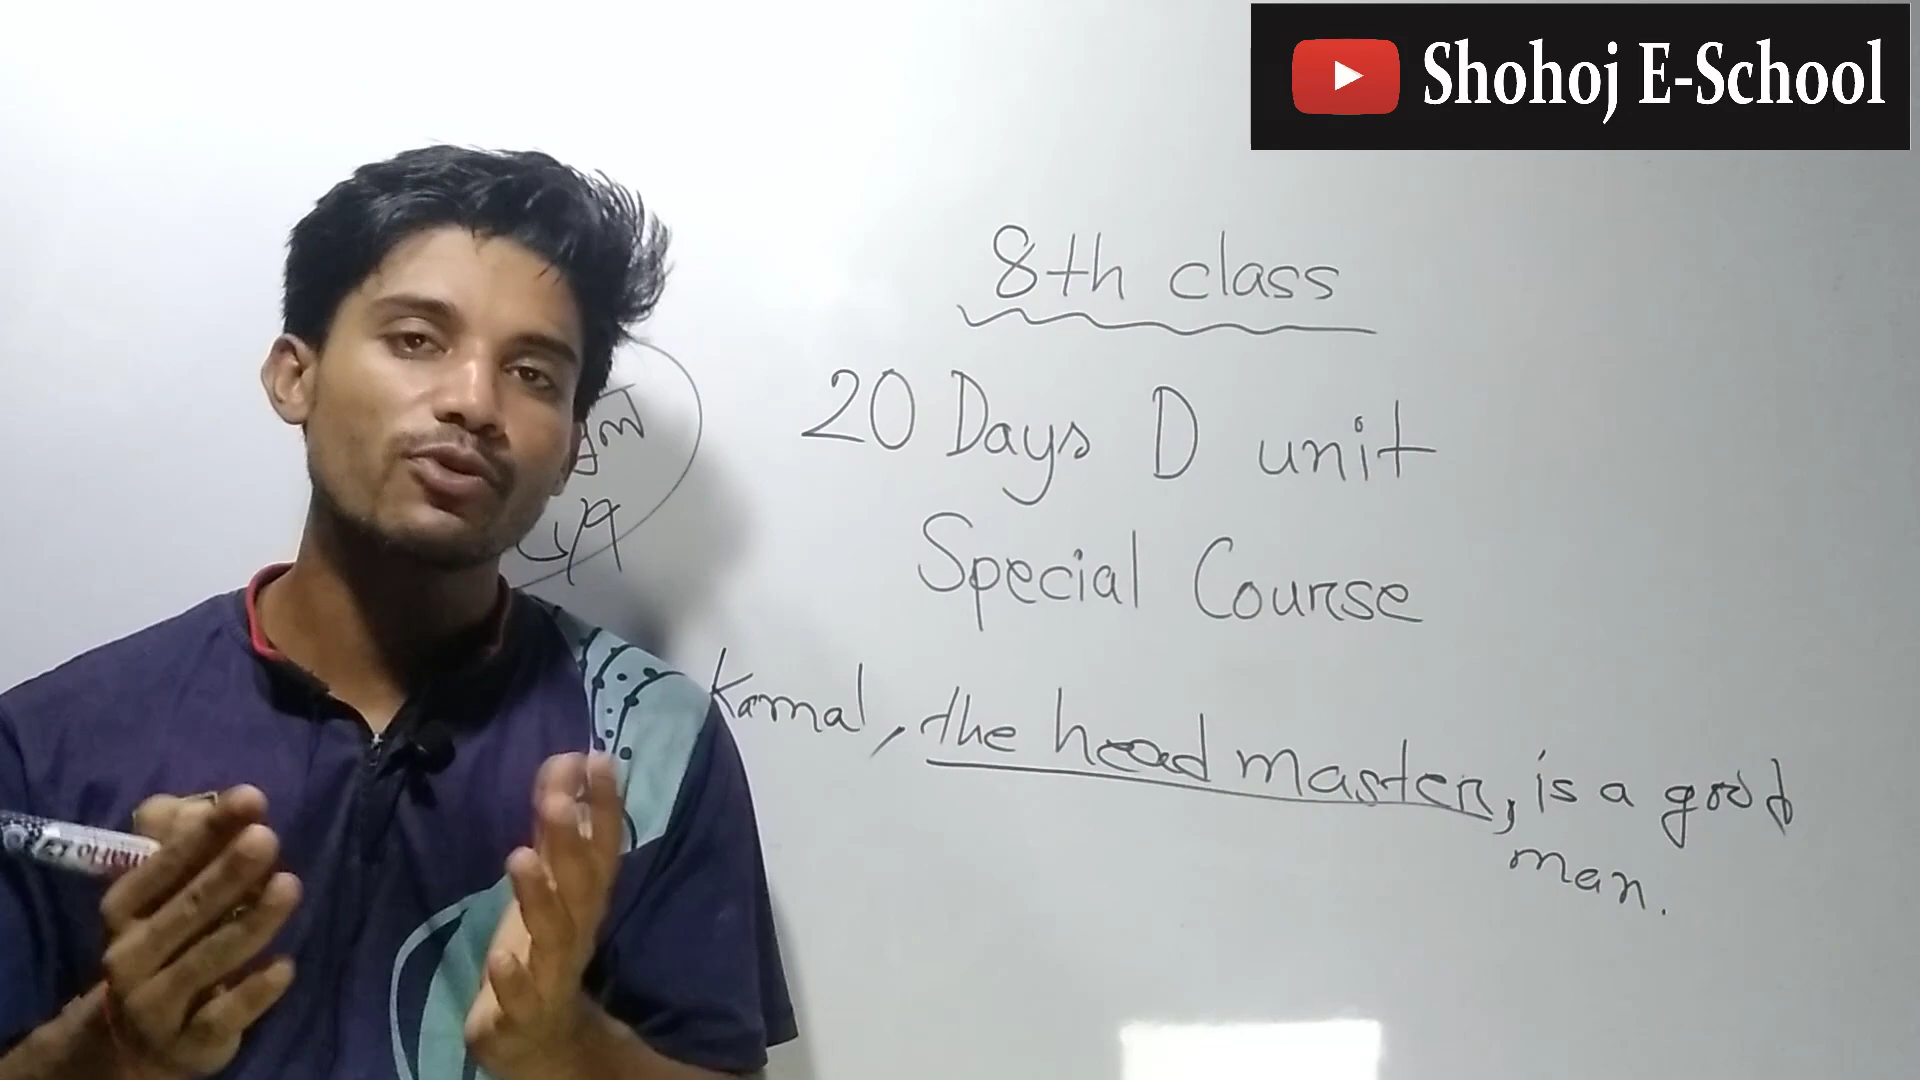 Shohoj E-School
8th class
20 Days D unit
Special Course
Kamal, the head master, is a good
man.